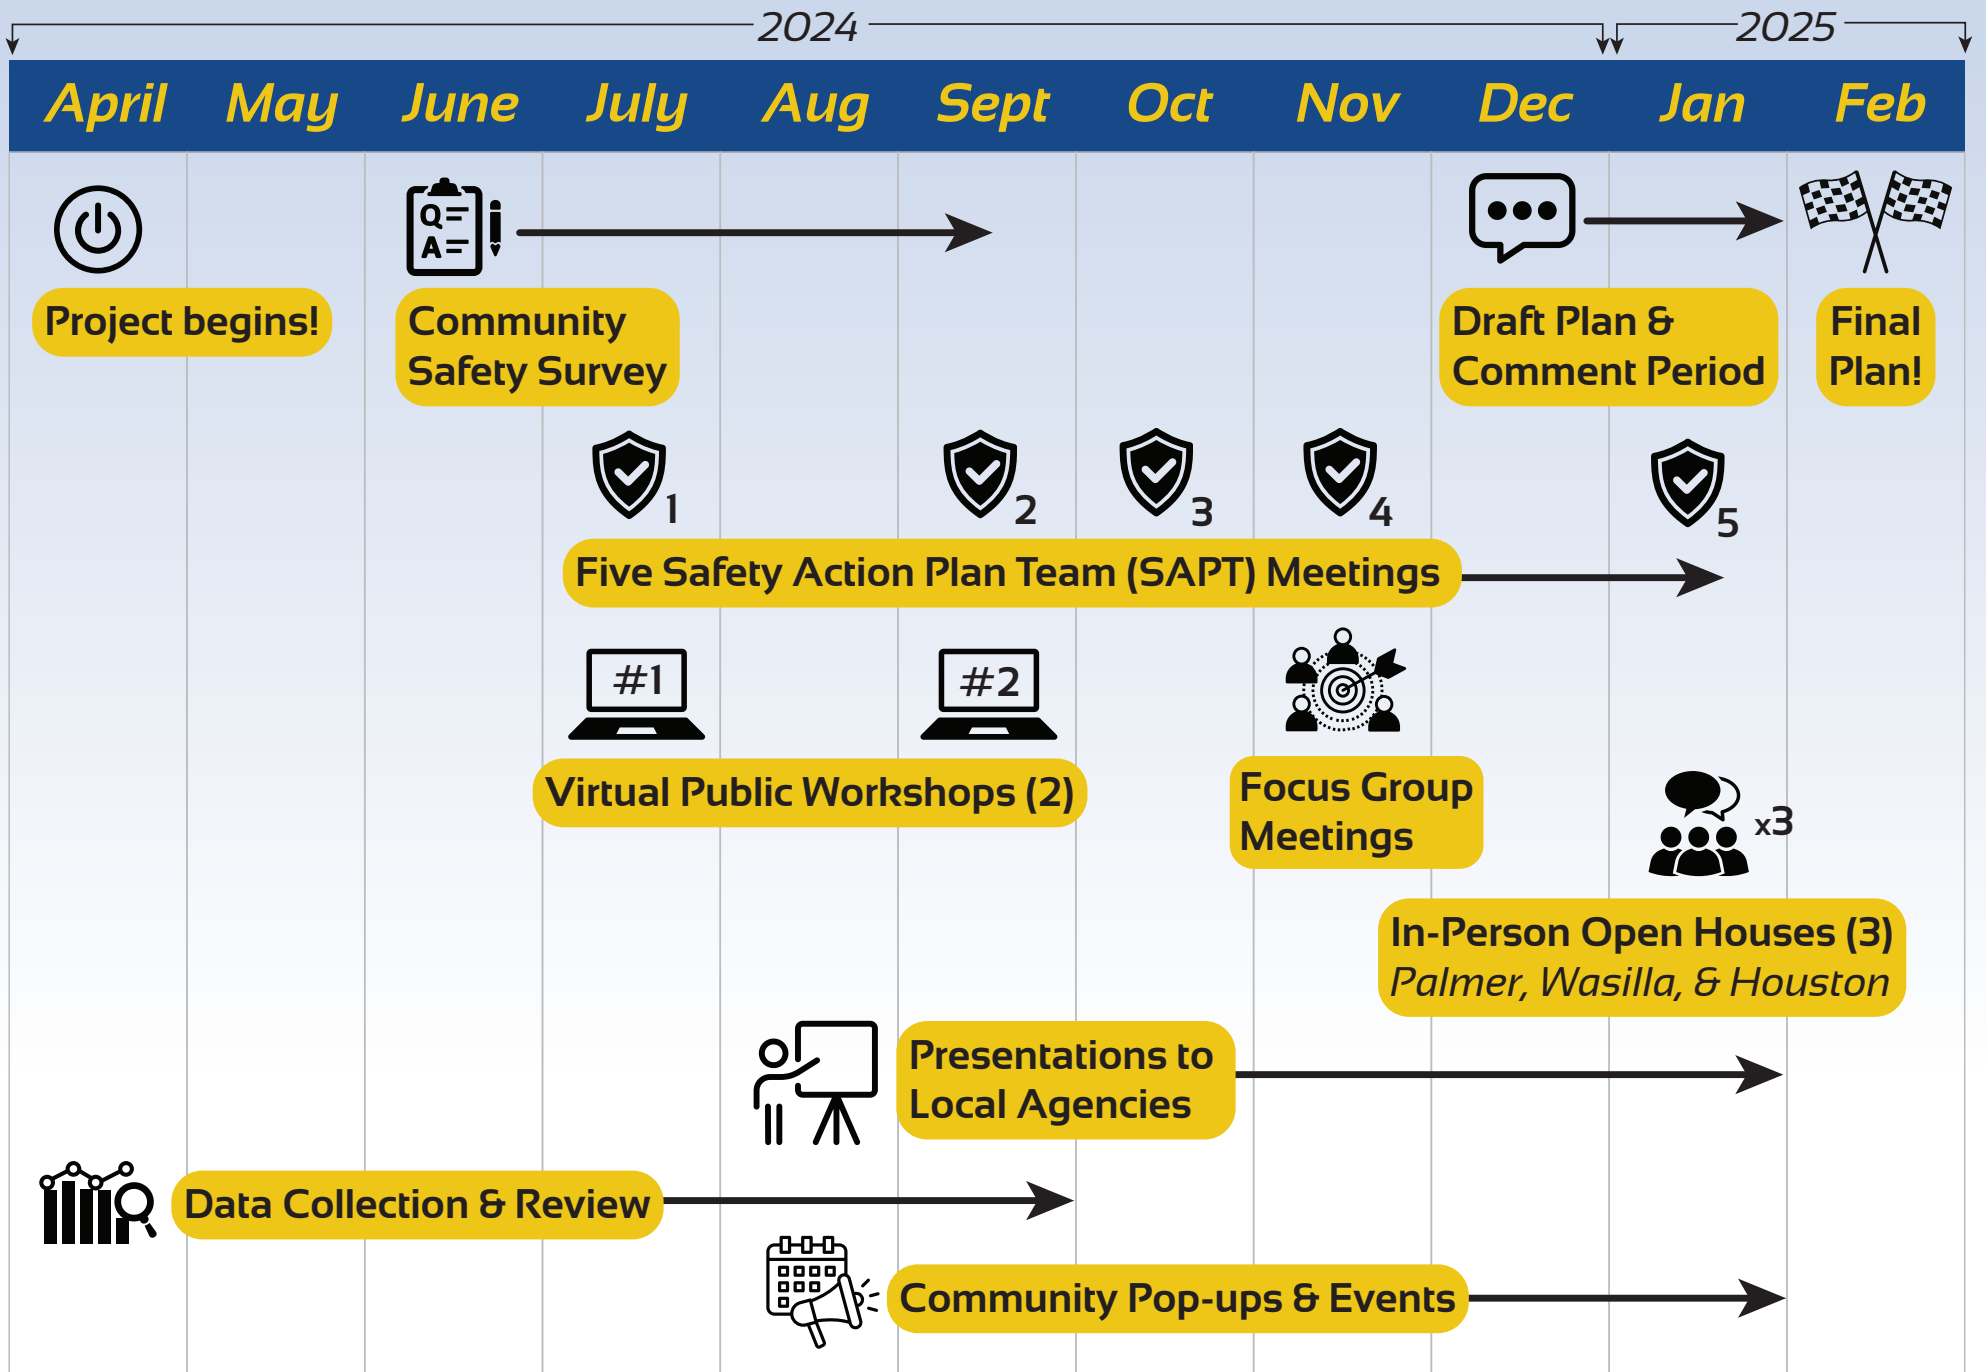 2024
2025
April May June July Aug Sept Oct Nov Dec Jan Feb
Q
A
Project begins!
Community
Safety Survey
Draft Plan &
Comment Period
Final
Plan!
1
2
3
4
5
Five Safety Action Plan Team (SAPT) Meetings
#1
#2
Virtual Public Workshops (2)
Focus Group
Meetings
x3
In-Person Open Houses (3)
Palmer, Wasilla, & Houston
Presentations to
Local Agencies
Data Collection & Review
Community Pop-ups & Events